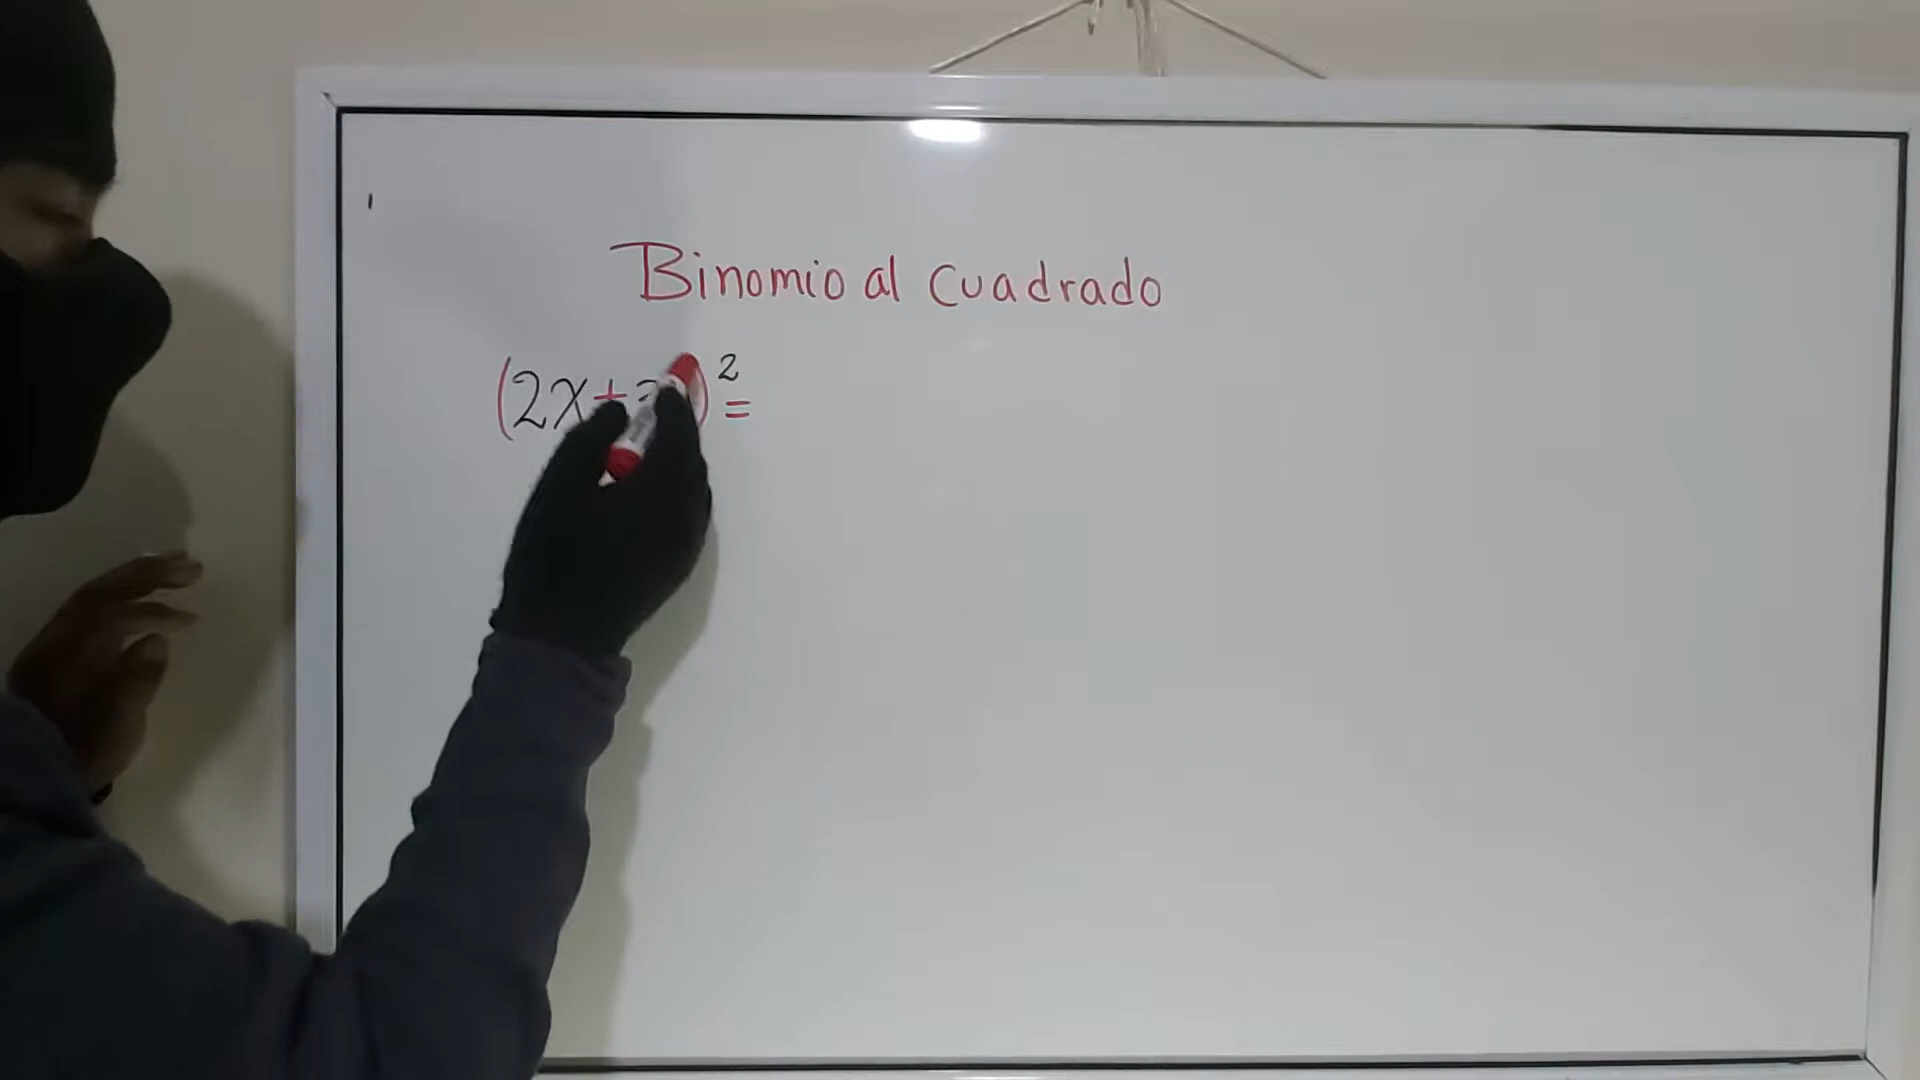 Binomio al cuadrado
(2x+ )² =